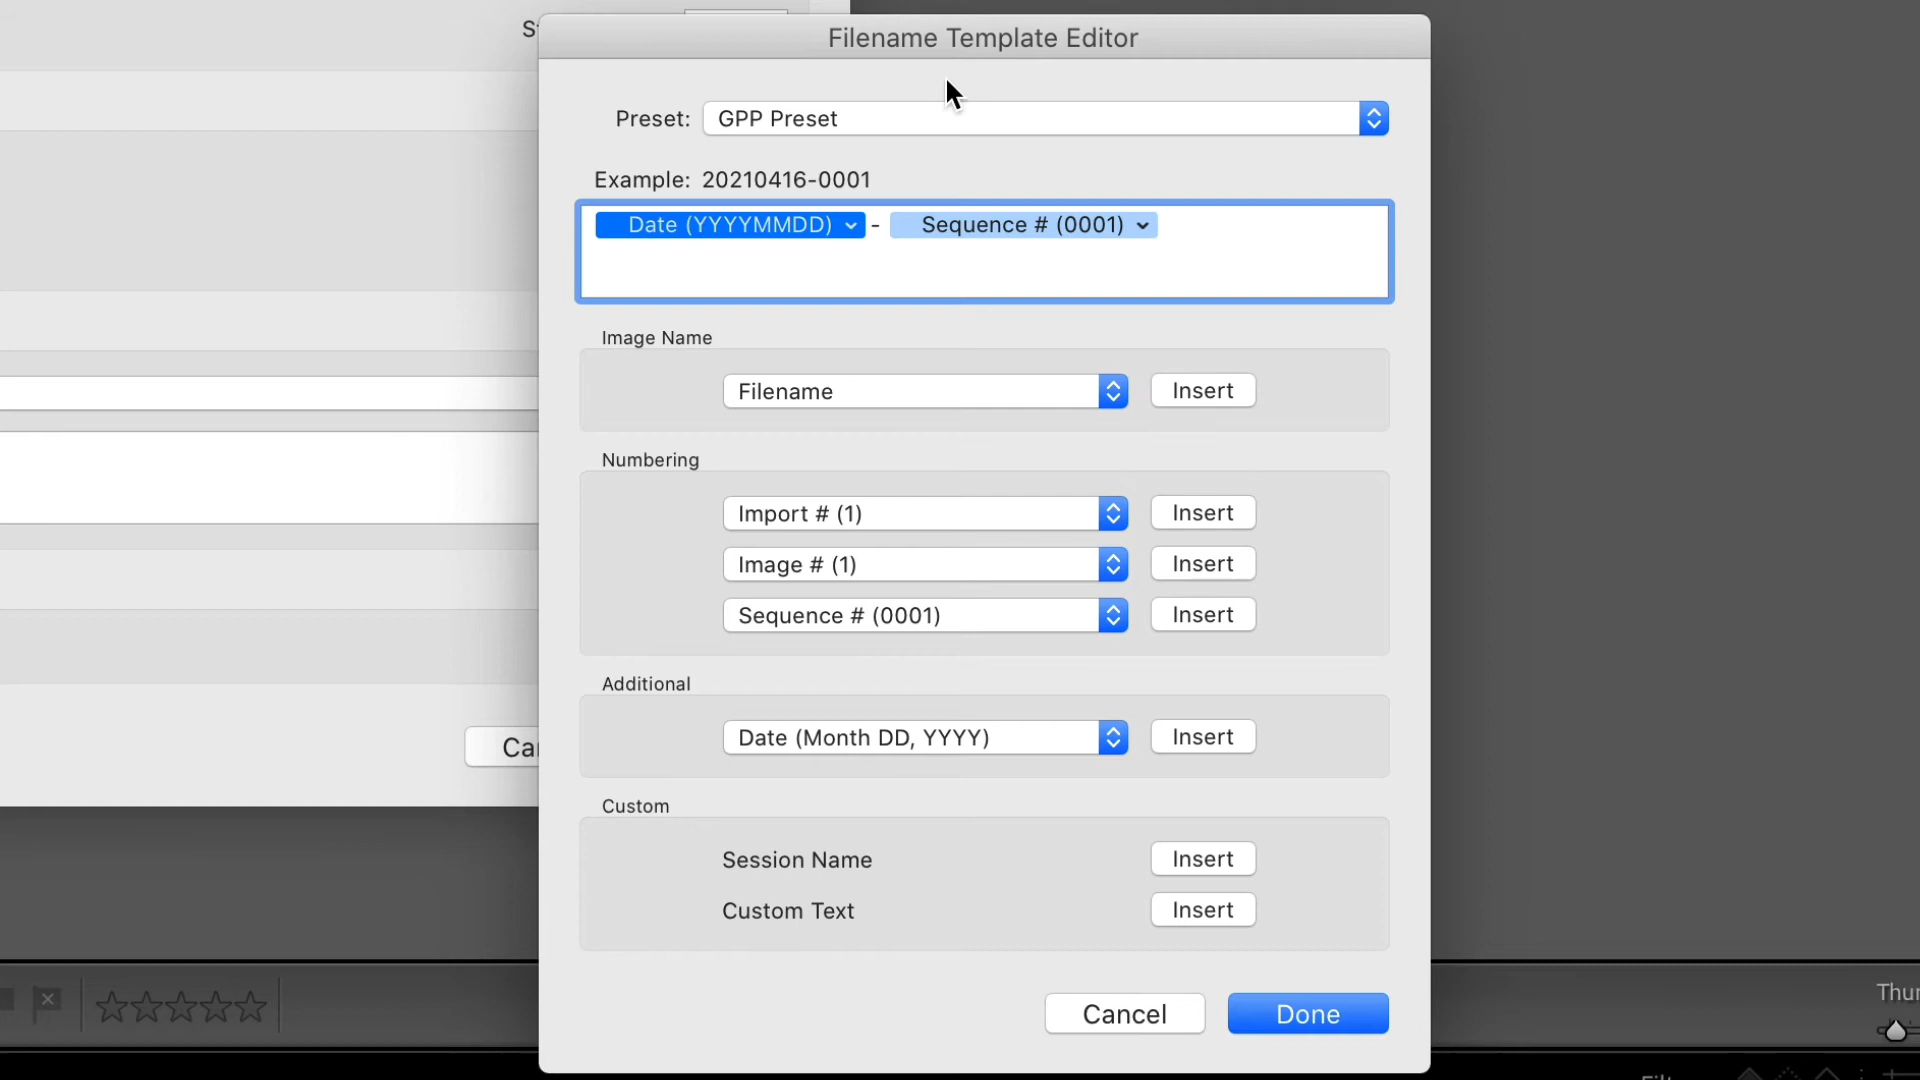 Filename Template Editor
Preset: GPP Preset
Example: 20210416-0001
Date (YYYYMMDD) - Sequence # (0001)
Image Name
Filename Insert
Numbering
Import # (1) Insert
Image # (1) Insert
Sequence # (0001) Insert
Additional
Date (Month DD, YYYY) Insert
Custom
Session Name Insert
Custom Text Insert
Cancel Done